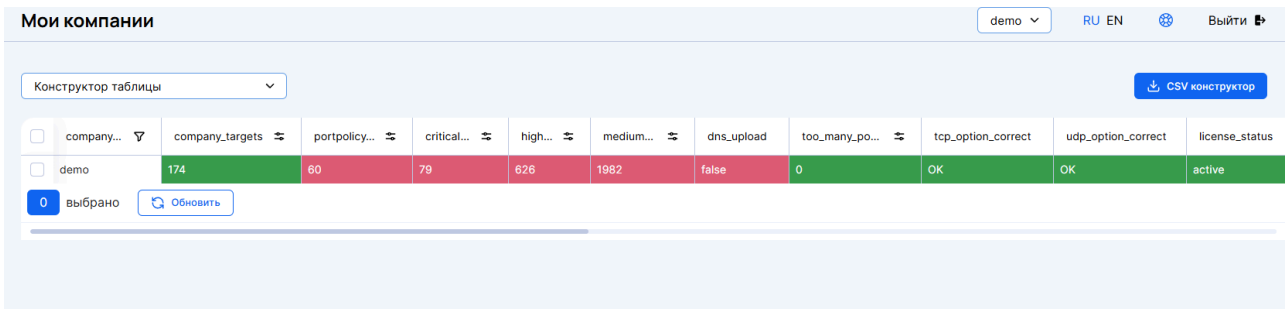 Мои компании demo RU EN Выйти
Конструктор таблицы CSV конструктор
company... company_targets portpolicy... critical... high... medium... dns_upload too_many_po... tcp_option_correct udp_option_correct license_status
demo 174 60 79 626 1982 false 0 OK OK active
0 выбрано Обновить